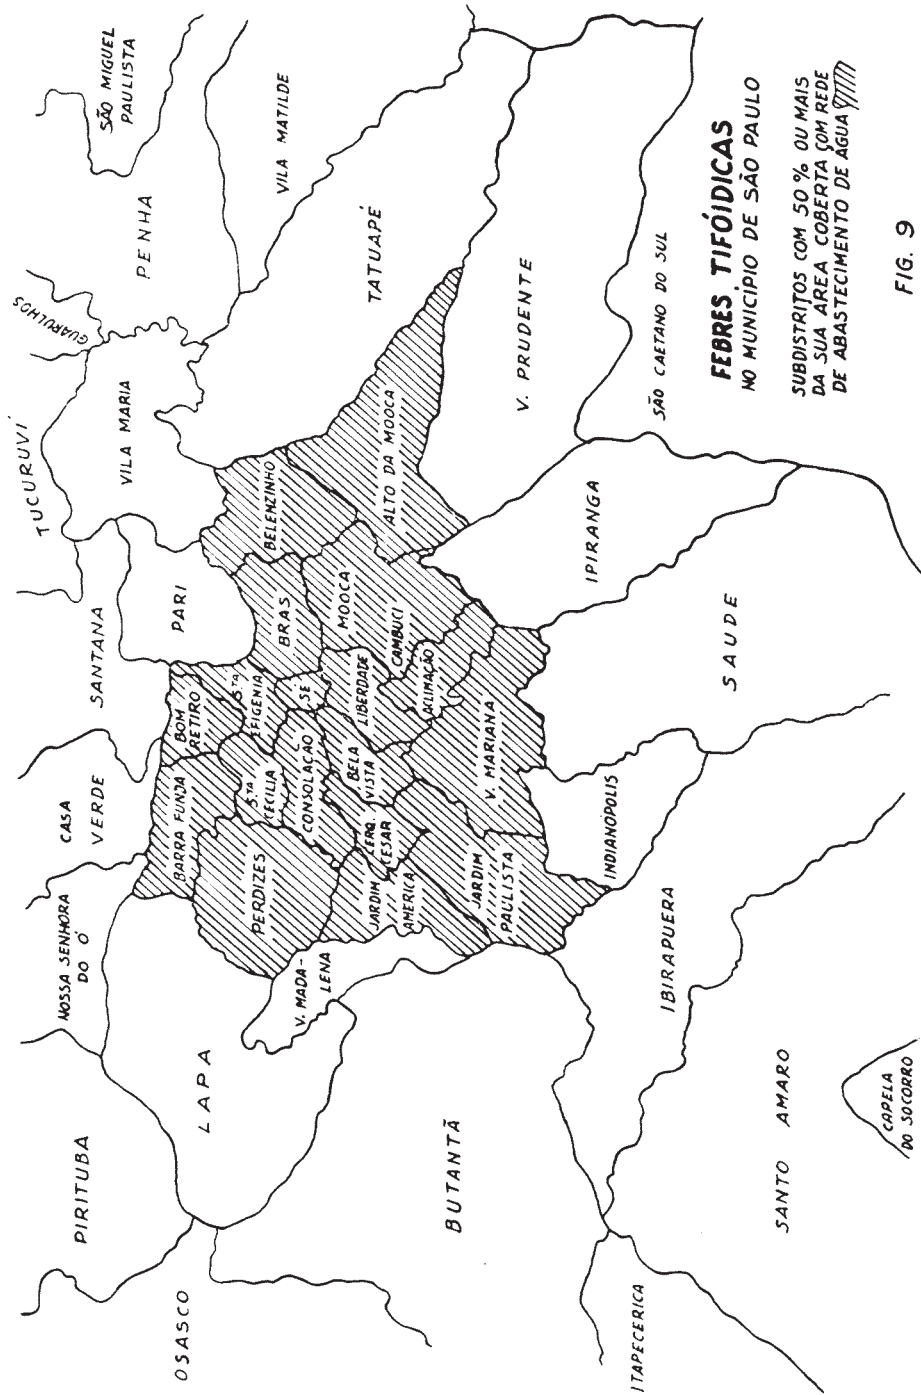 PIRITUBA
NOSSA SENHORA
DO Ó
CASA
VERDE
SANTANA
TUCURUVÍ
GUARULHOS
PENHA
SÃO MIGUEL
PAULISTA
OSASCO
LAPA
BARRA FUNDA
BOM
RETIRO
PARI
VILA MARIA
VILA MATILDE
PERDIZES
STA
CECILIA
STA
EFIGENIA
BRAS
BELENZINHO
TATUAPÉ
V. MADA-
LENA
CONSOLAÇÃO
SÉ
MOOCA
ALTO DA MOOCA
JARDIM
AMERICA
CERQ.
CESAR
BELA
VISTA
LIBERDADE
CAMBUCI
ACLIMAÇÃO
BUTANTÃ
JARDIM
PAULISTA
V. MARIANA
V. PRUDENTE
IPIRANGA
INDIANOPOLIS
SAUDE
SÃO CAETANO DO SUL
ITAPECERICA
IBIRAPUERA
SANTO AMARO
CAPELA
DO SOCORRO
FEBRES TIFÓIDICAS
NO MUNICÍPIO DE SÃO PAULO
SUBDISTRITOS COM 50% OU MAIS
DA SUA ÁREA COBERTA COM REDE
DE ABASTECIMENTO DE ÁGUA
FIG. 9